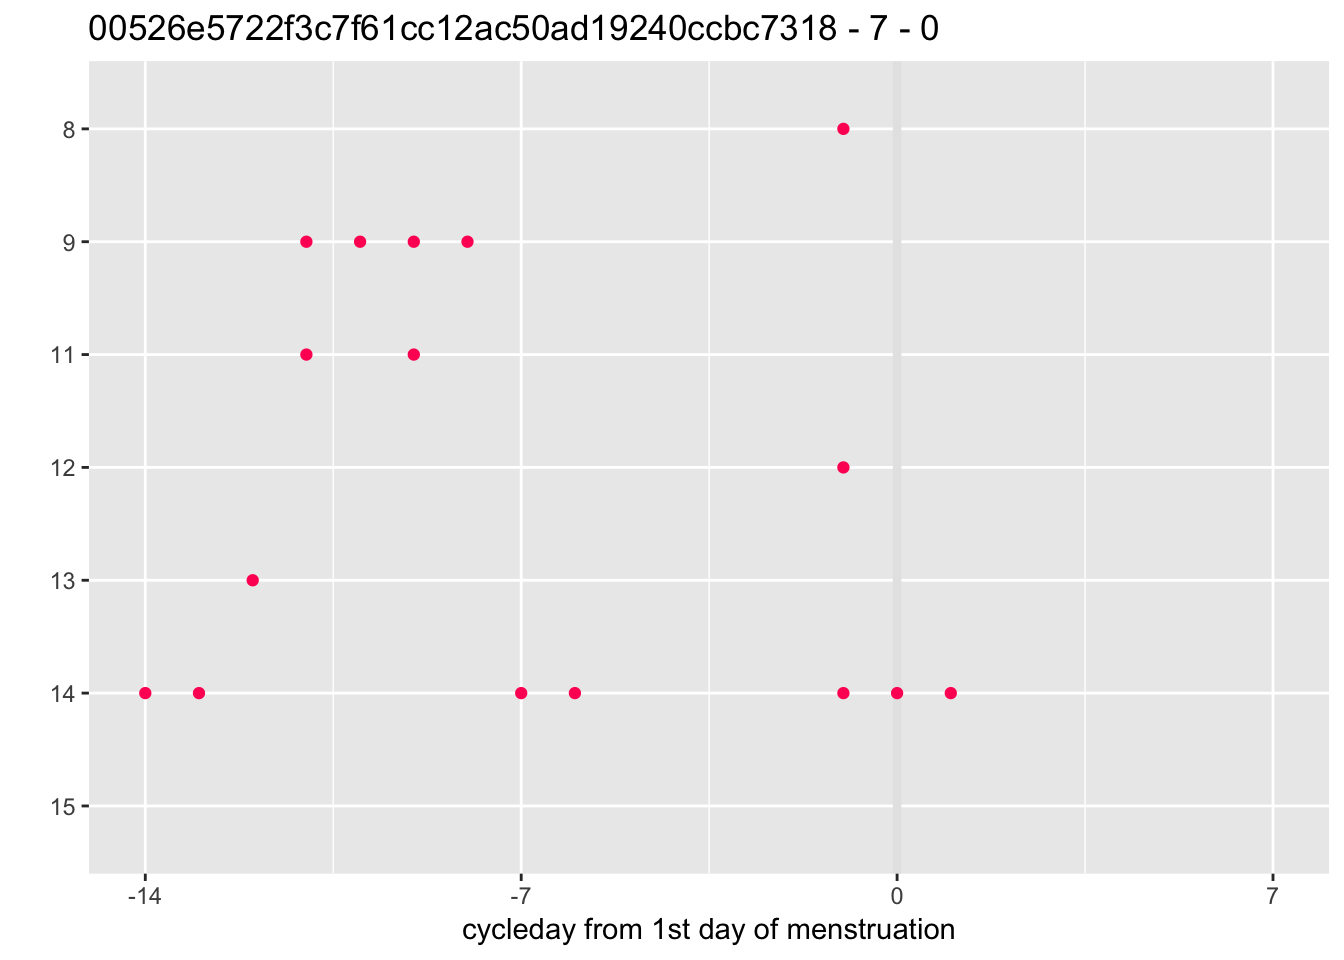 00526e5722f3c7f61cc12ac50ad19240ccbc7318 - 7 - 0
8
9
11
12
13
14
15
-14 -7 0 7
cycleday from 1st day of menstruation